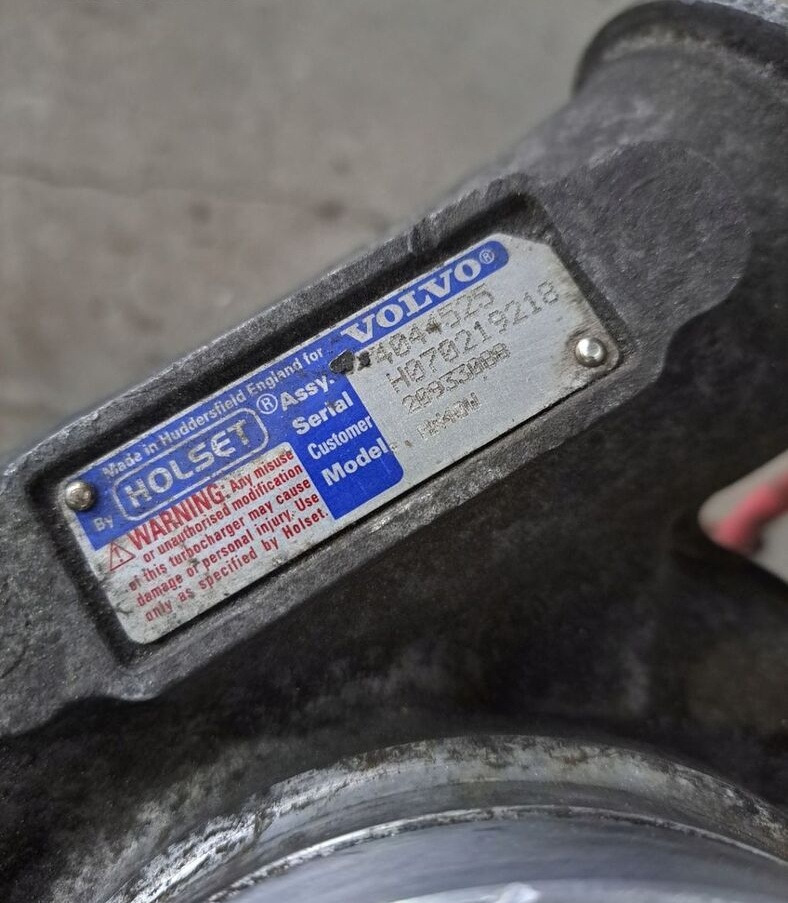 Made in Huddersfield England for VOLVO®
By HOLSET®
⚠WARNING: Any misuse
or unauthorised modification
of this turbocharger may cause
damage or personal injury. Use
only as specified by Holset.
Assy. 4044525
Serial H070219218
Customer
Model